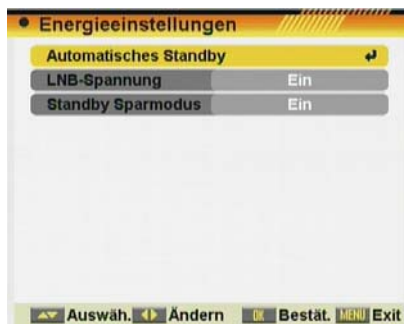 Energieeinstellungen
Automatisches Standby
LNB-Spannung Ein
Standby Sparmodus Ein
Auswäh. Ändern OK Bestät. MENU Exit